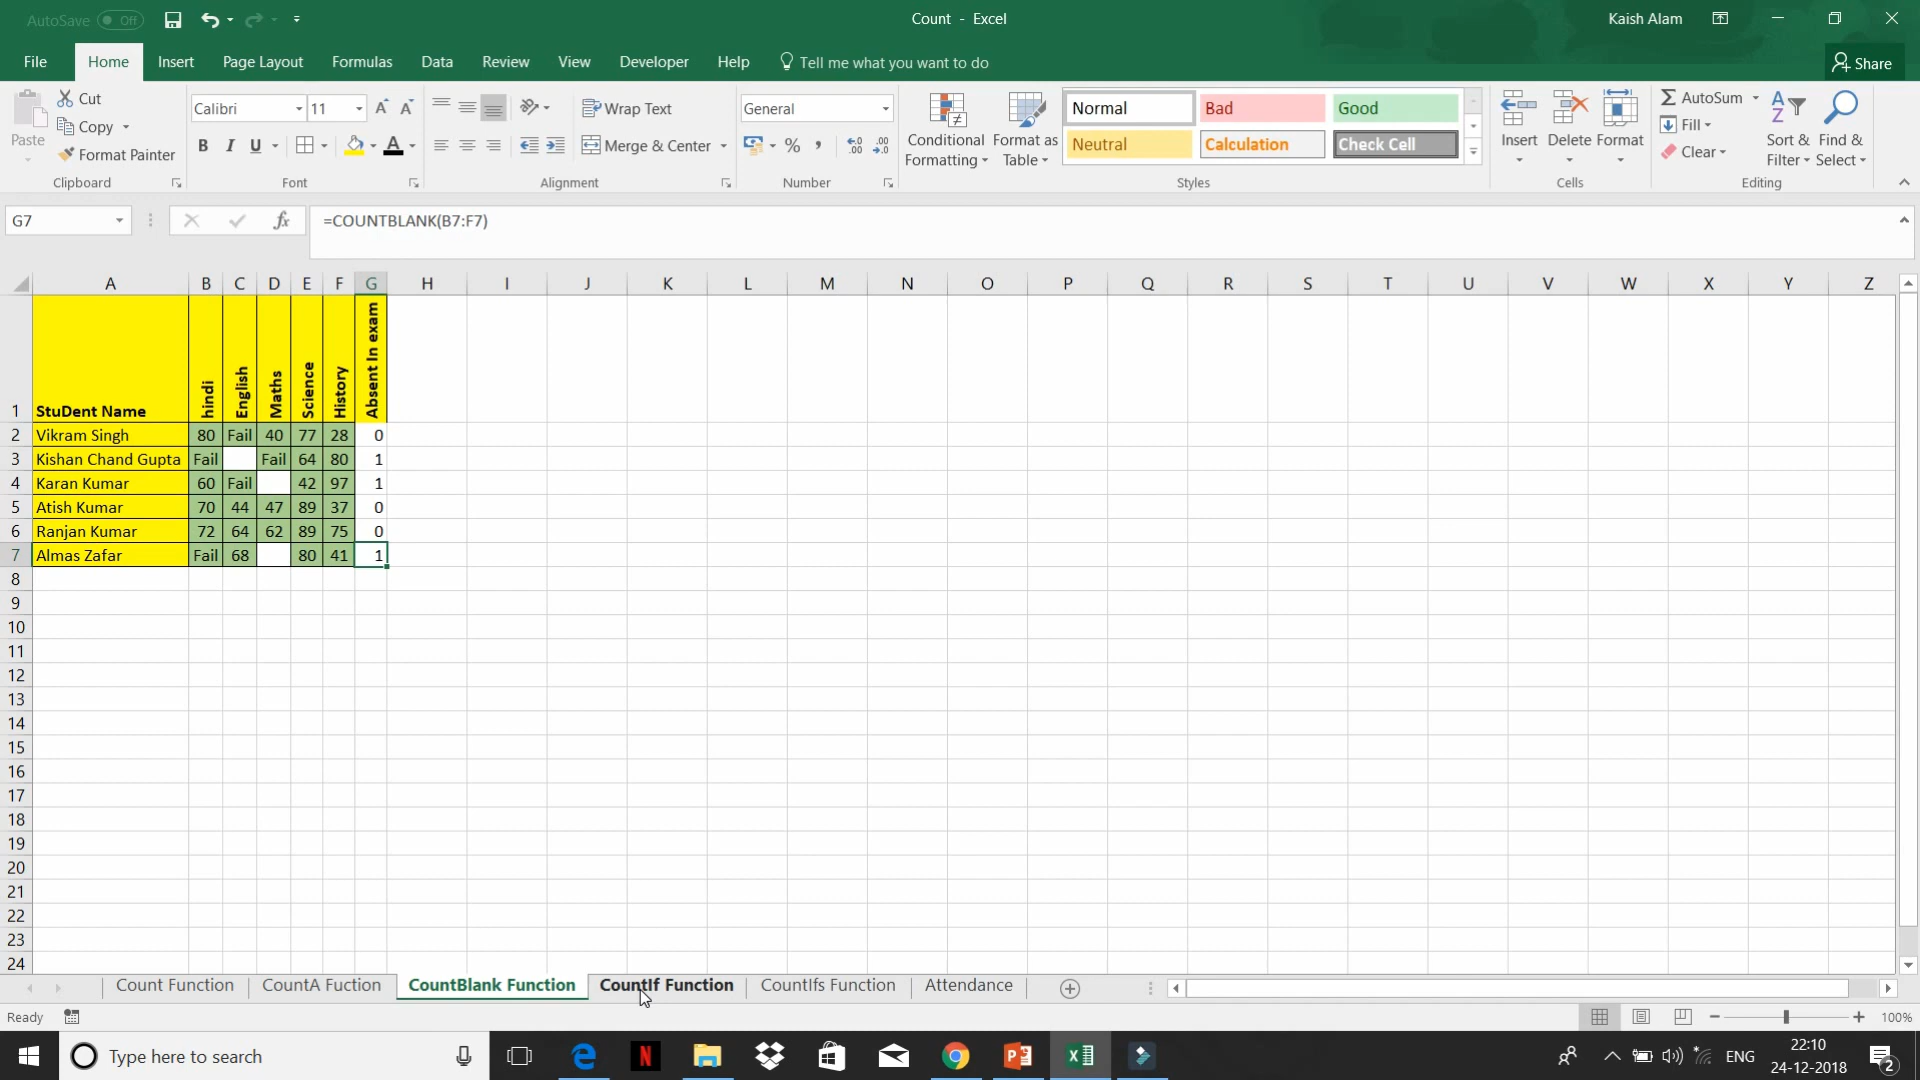 AutoSave Off Count - Excel Kaish Alam
File Home Insert Page Layout Formulas Data Review View Developer Help Tell me what you want to do Share
Paste
Cut
Copy
Format Painter
Clipboard
Calibri 11
B I U
Font
Wrap Text
Merge & Center
Alignment
General
%
Number
Conditional Formatting
Format as Table
Normal Bad Good
Neutral Calculation Check Cell
Styles
Insert Delete Format
Cells
AutoSum
Fill
Clear
Sort & Filter
Find & Select
Editing
G7 fx =COUNTBLANK(B7:F7)
A B C D E F G H I J K L M N O P Q R S T U V W X Y Z
1 StuDent Name hindi English Maths Science History Absent In exam
2 Vikram Singh 80 Fail 40 77 28 0
3 Kishan Chand Gupta Fail Fail 64 80 1
4 Karan Kumar 60 Fail 42 97 1
5 Atish Kumar 70 44 47 89 37 0
6 Ranjan Kumar 72 64 62 89 75 0
7 Almas Zafar Fail 68 80 41 1
8
9
10
11
12
13
14
15
16
17
18
19
20
21
22
23
24
Count Function CountA Fuction CountBlank Function CountIf Function CountIfs Function Attendance
Ready 100%
Type here to search ENG 22:10
24-12-2018 2